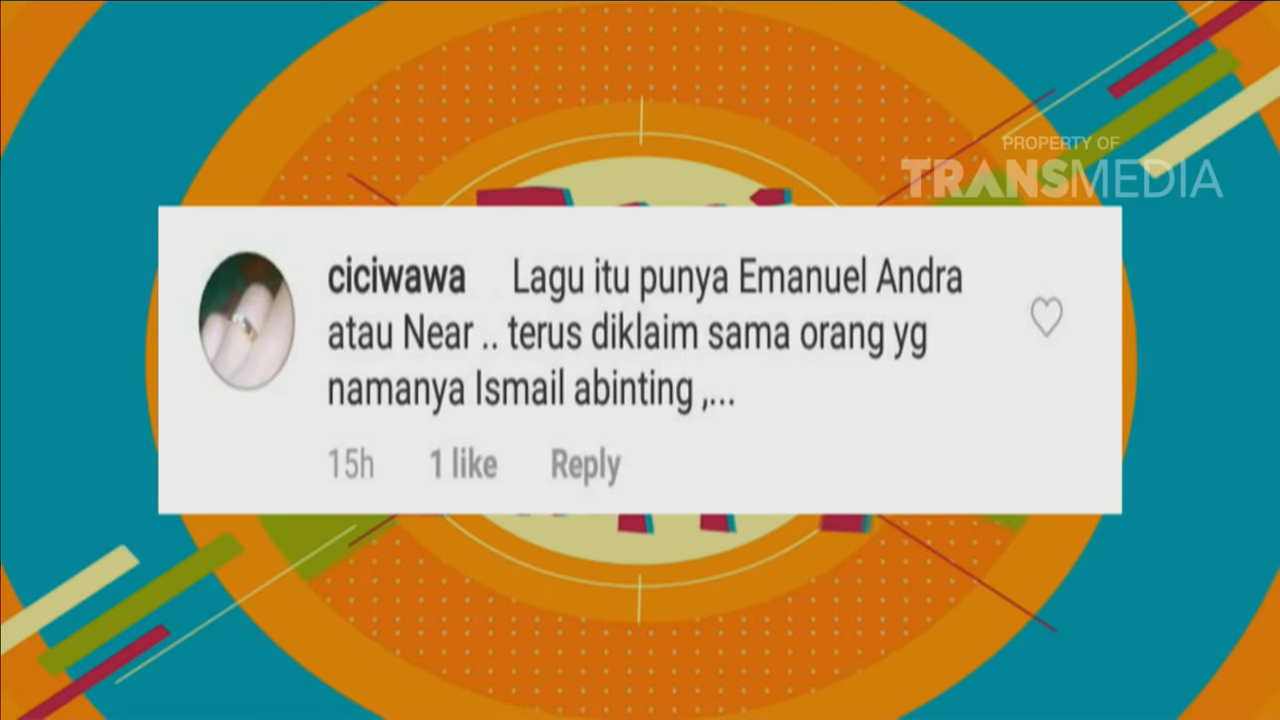 PROPERTY OF
TRANSMEDIA
ciciwawa Lagu itu punya Emanuel Andra
atau Near .. terus diklaim sama orang yg
namanya Ismail abinting ,...
15h 1 like Reply